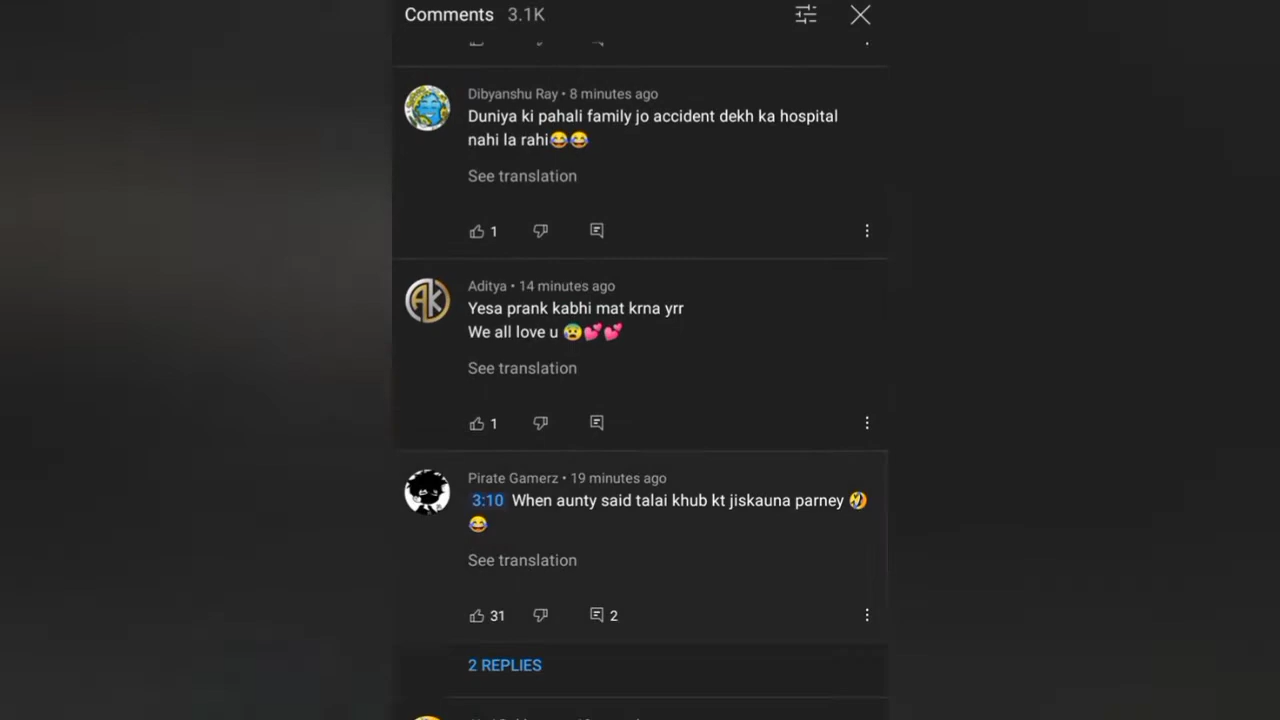 Comments 3.1K
Dibyanshu Ray • 8 minutes ago
Duniya ki pahali family jo accident dekh ka hospital
nahi la rahi😂😂
See translation
1
Aditya • 14 minutes ago
Yesa prank kabhi mat krna yrr
We all love u 😰💕💕
See translation
1
Pirate Gamerz • 19 minutes ago
3:10 When aunty said talai khub kt jiskauna parney 🤣
😂
See translation
31 2
2 REPLIES